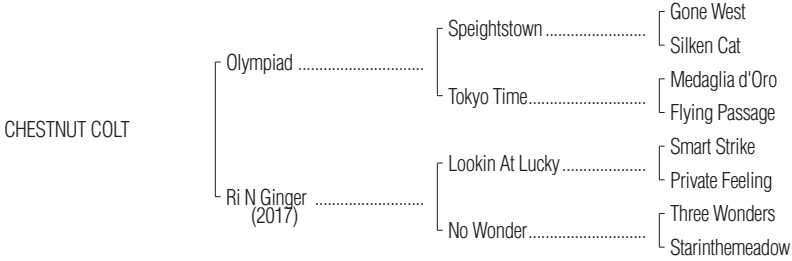 Gone West
Speightstown
Silken Cat
Olympiad
Medaglia d'Oro
Tokyo Time
Flying Passage
CHESTNUT COLT
Smart Strike
Lookin At Lucky
Private Feeling
Ri N Ginger
(2017)
Three Wonders
No Wonder
Starinthemeadow